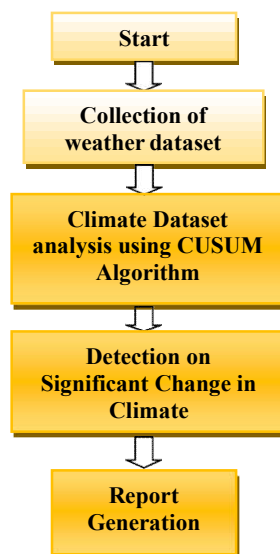 Start
Collection of
weather dataset
Climate Dataset
analysis using CUSUM
Algorithm
Detection on
Significant Change in
Climate
Report
Generation